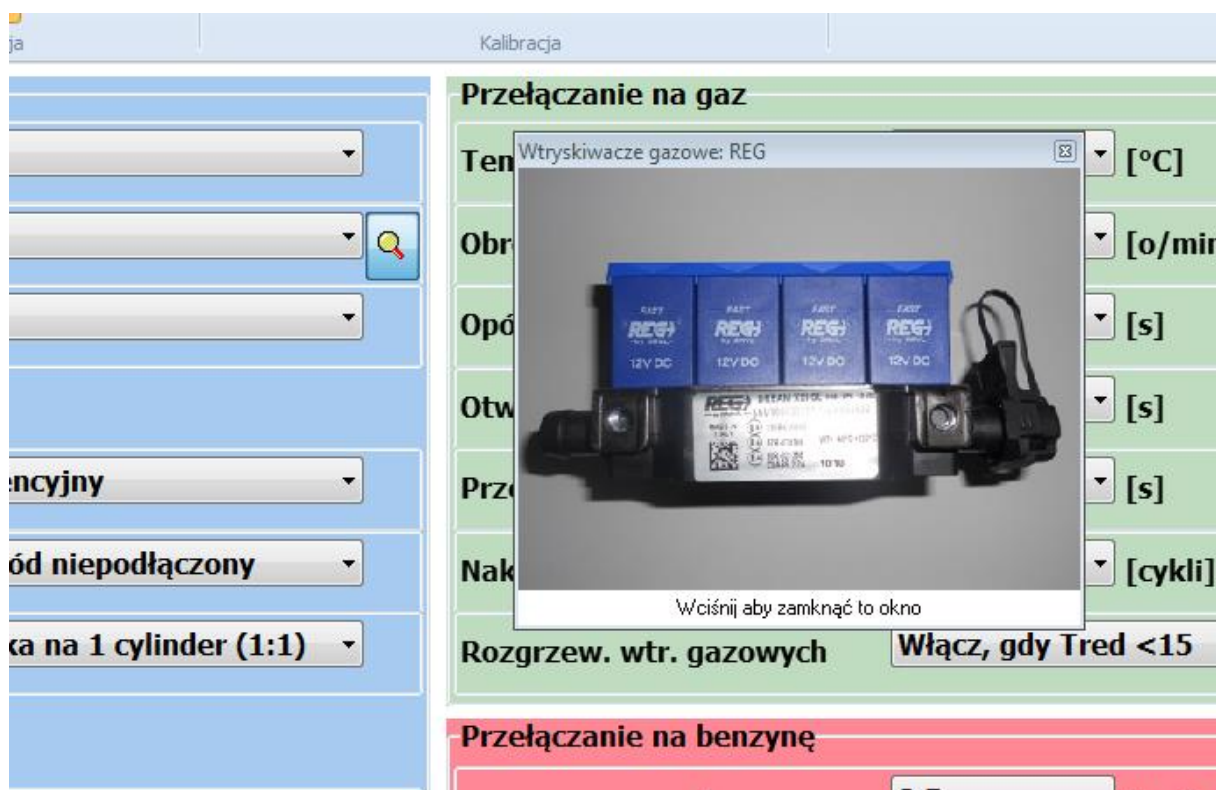 ja
Kalibracja
Przełączanie na gaz
Wtryskiwacze gazowe: REG
Tem
[°C]
Obr
[o/min
Opó
[s]
Otw
[s]
encyjny
Prze
[s]
ód niepodłączony
Nak
[cykli]
Wciśnij aby zamknąć to okno
ka na 1 cylinder (1:1)
Rozgrzew. wtr. gazowych
Włącz, gdy Tred <15
Przełączanie na benzynę
FAST FAST FAST FAST
REG REG REG REG
12V DC 12V DC 12V DC 12V DC
REG